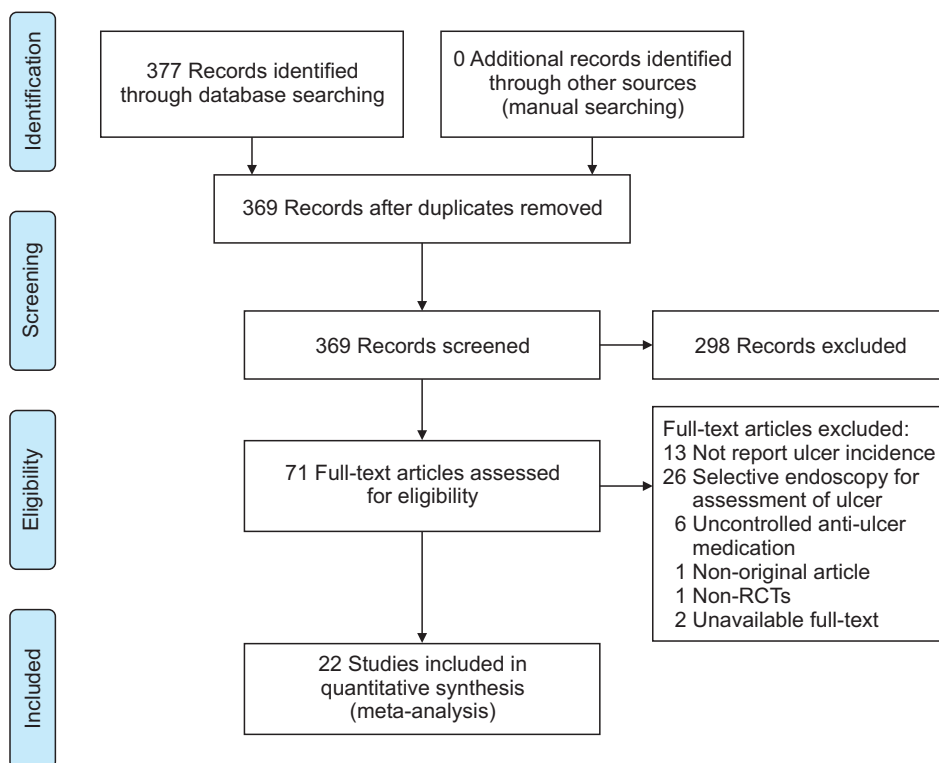 Identification
377 Records identified
through database searching
0 Additional records identified
through other sources
(manual searching)
369 Records after duplicates removed
Screening
369 Records screened
298 Records excluded
Eligibility
71 Full-text articles assessed
for eligibility
Full-text articles excluded:
13 Not report ulcer incidence
26 Selective endoscopy for
assessment of ulcer
6 Uncontrolled anti-ulcer
medication
1 Non-original article
1 Non-RCTs
2 Unavailable full-text
Included
22 Studies included in
quantitative synthesis
(meta-analysis)